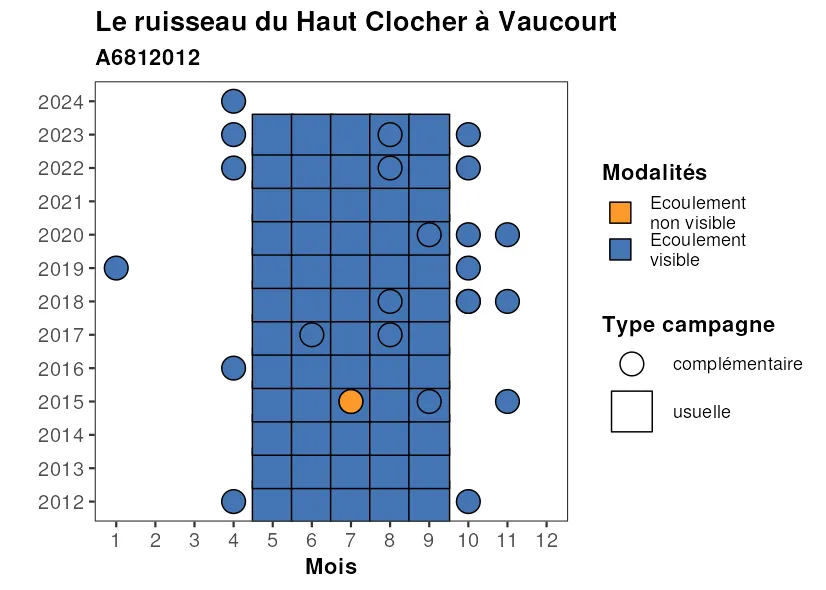 Le ruisseau du Haut Clocher à Vaucourt
A6812012
2024
2023
2022
2021
2020
2019
2018
2017
2016
2015
2014
2013
2012
1 2 3 4 5 6 7 8 9 10 11 12
Mois
Modalités
Ecoulement
non visible
Ecoulement
visible
Type campagne
complémentaire
usuelle